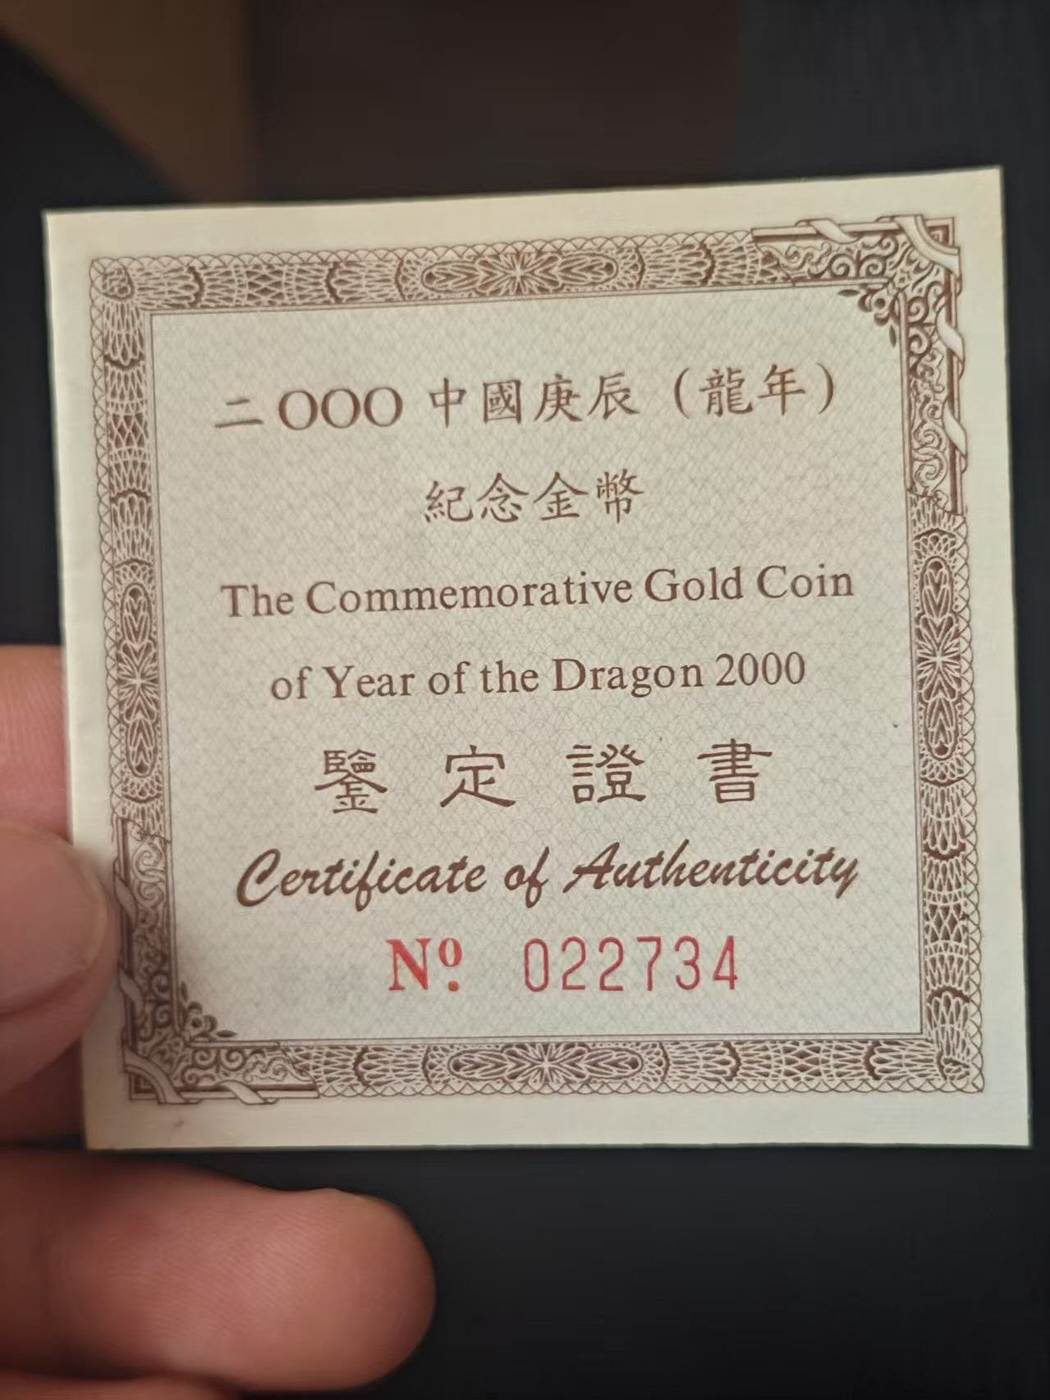 二OOO 中國庚辰（龍年）
紀念金幣
The Commemorative Gold Coin
of Year of the Dragon 2000
鑒定證書
Certificate of Authenticity
Nº. 022734